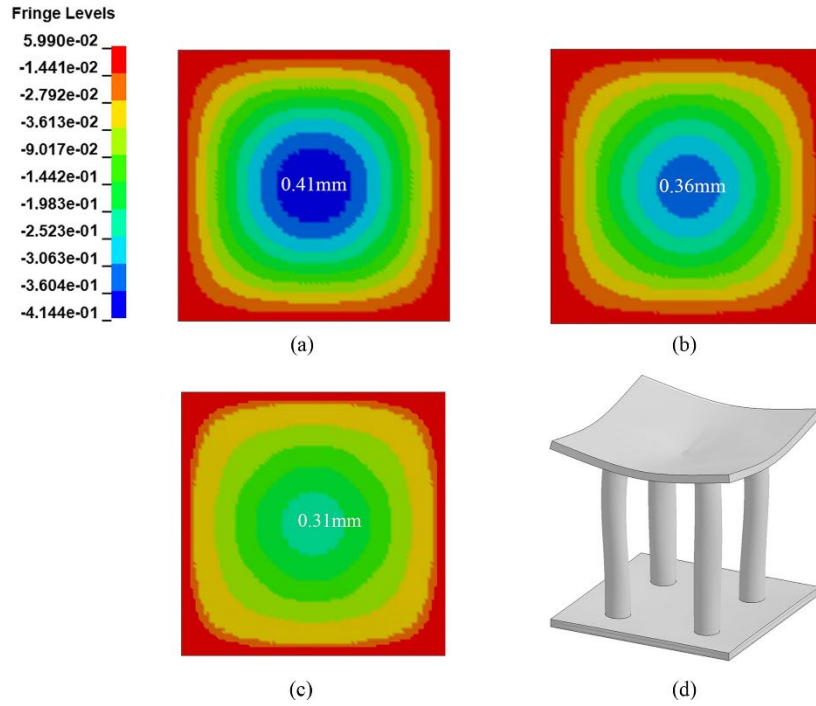 Fringe Levels
5.990e-02
-1.441e-02
-2.792e-02
-3.613e-02
-9.017e-02
-1.442e-01
-1.983e-01
-2.523e-01
-3.063e-01
-3.604e-01
-4.144e-01
0.41mm
0.36mm
(a)
(b)
0.31mm
(c)
(d)